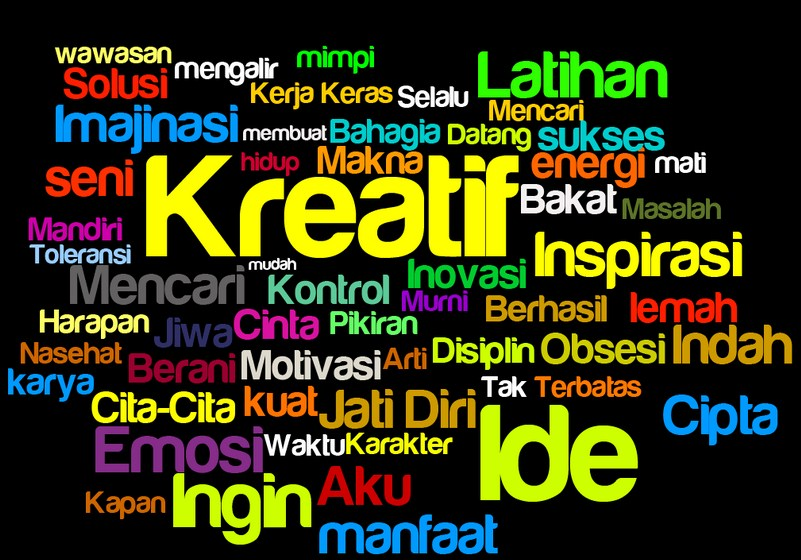 wawasan
mengalir
mimpi
Latihan
Solusi
Kerja Keras
Selalu
Mencari
Imajinasi
membuat
Bahagia
Datang
sukses
seni
hidup
Makna
energi
mati
Kreatif
Bakat
Masalah
Mandiri
Toleransi
mudah
Inspirasi
Mencari
Kontrol
Inovasi
Murni
Berhasil
lemah
Harapan
Jiwa
Cinta
Pikiran
Nasehat
Berani
Motivasi
Arti
Disiplin
Obsesi
Indah
karya
Cita-Cita
kuat
Jati Diri
Tak
Terbatas
Cipta
Emosi
Waktu
Karakter
Ide
Kapan
Ingin
Aku
manfaat